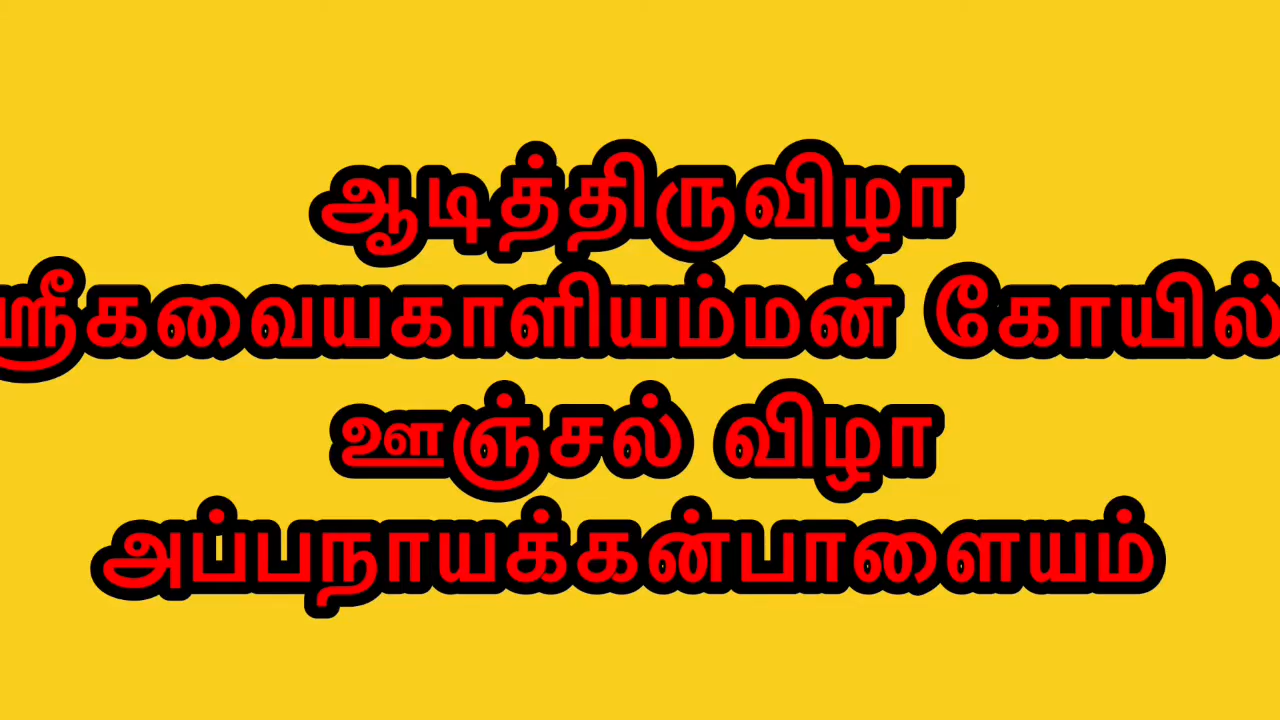 ஆடித்திருவிழா
ஸ்ரீகவையகாளியம்மன் கோயில்
ஊஞ்சல் விழா
அப்பநாயக்கன்பாளையம்